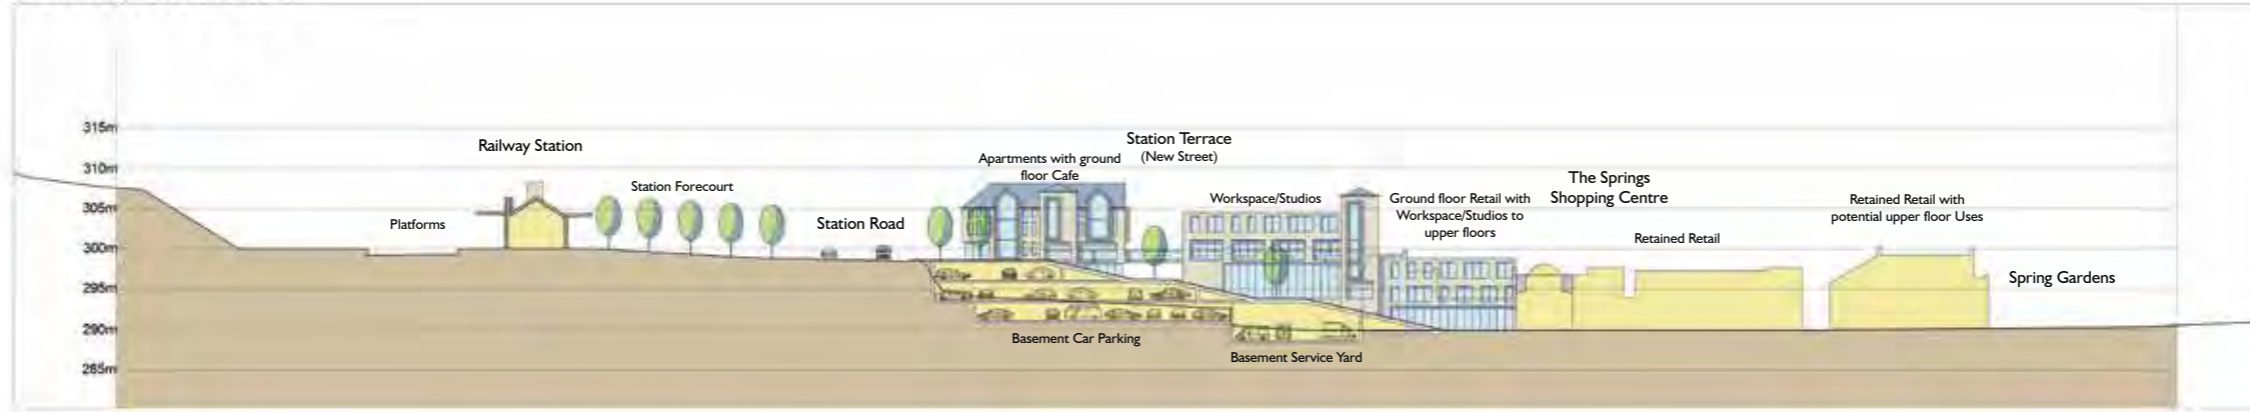 315m
310m
305m
300m
295m
290m
285m
Railway Station
Platforms
Station Forecourt
Station Road
Apartments with ground
floor Cafe
Station Terrace
(New Street)
Workspace/Studios
Ground floor Retail with
Workspace/Studios to
upper floors
The Springs
Shopping Centre
Retained Retail
Retained Retail with
potential upper floor Uses
Spring Gardens
Basement Car Parking
Basement Service Yard